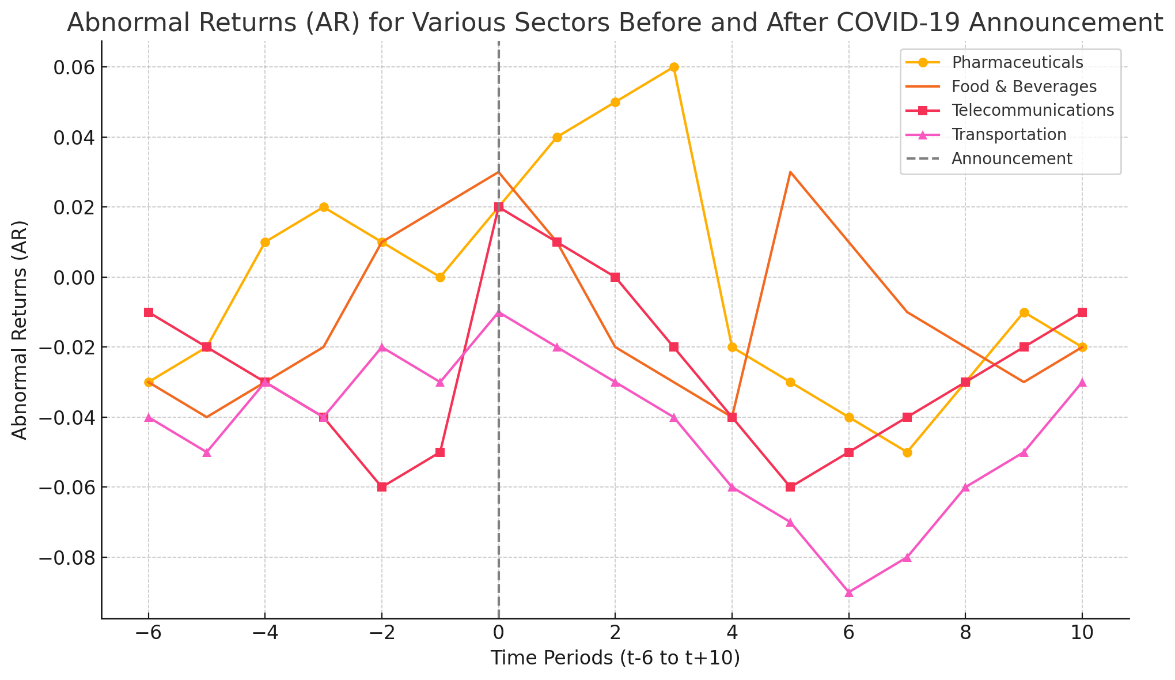 Abnormal Returns (AR) for Various Sectors Before and After COVID-19 Announcement
Pharmaceuticals
Food & Beverages
Telecommunications
Transportation
Announcement
Abnormal Returns (AR)
0.06
0.04
0.02
0.00
−0.02
−0.04
−0.06
−0.08
−6 −4 −2 0 2 4 6 8 10
Time Periods (t-6 to t+10)